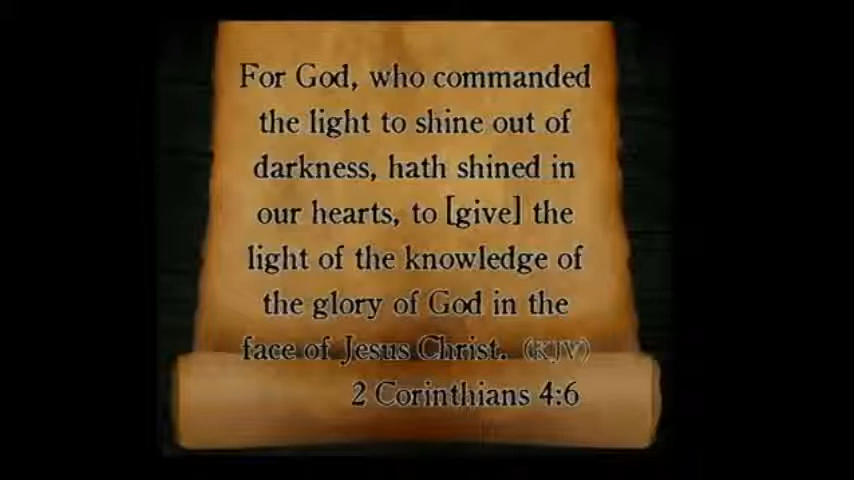 For God, who commanded
the light to shine out of
darkness, hath shined in
our hearts, to [give] the
light of the knowledge of
the glory of God in the
face of Jesus Christ. (KJV)
2 Corinthians 4:6